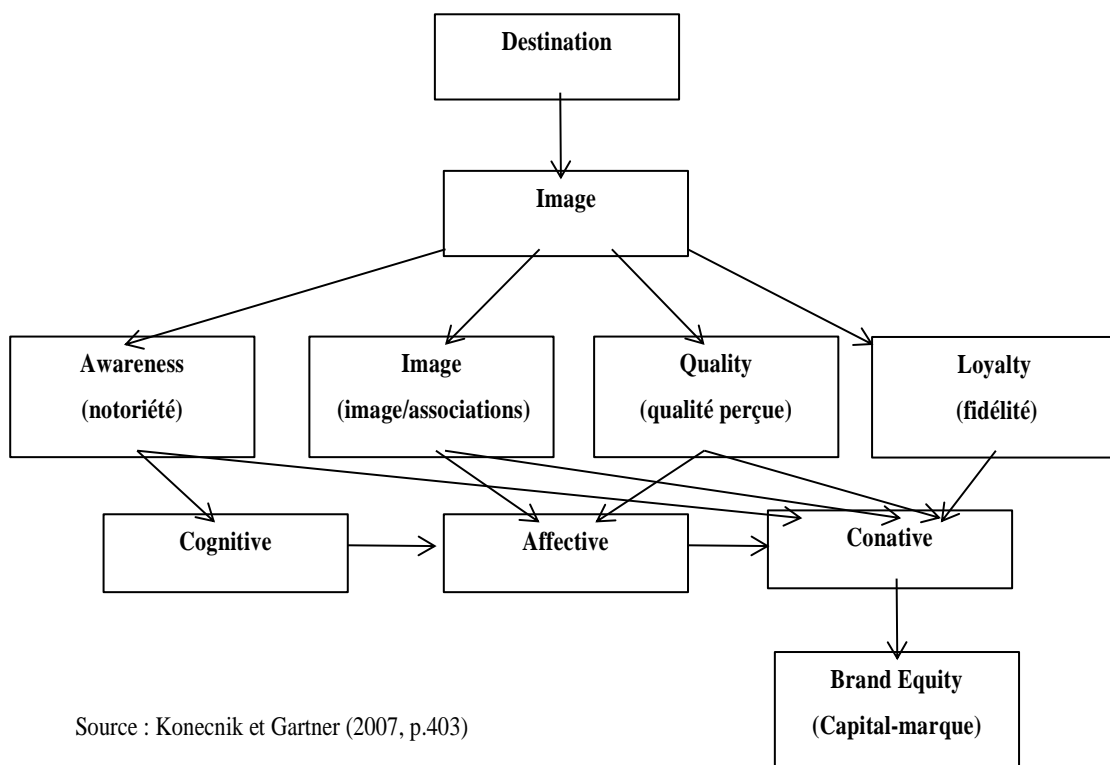 Destination
Image
Awareness
(notoriété)
Image
(image/associations)
Quality
(qualité perçue)
Loyalty
(fidélité)
Cognitive
Affective
Conative
Brand Equity
(Capital-marque)
Source : Konecnik et Gartner (2007, p.403)